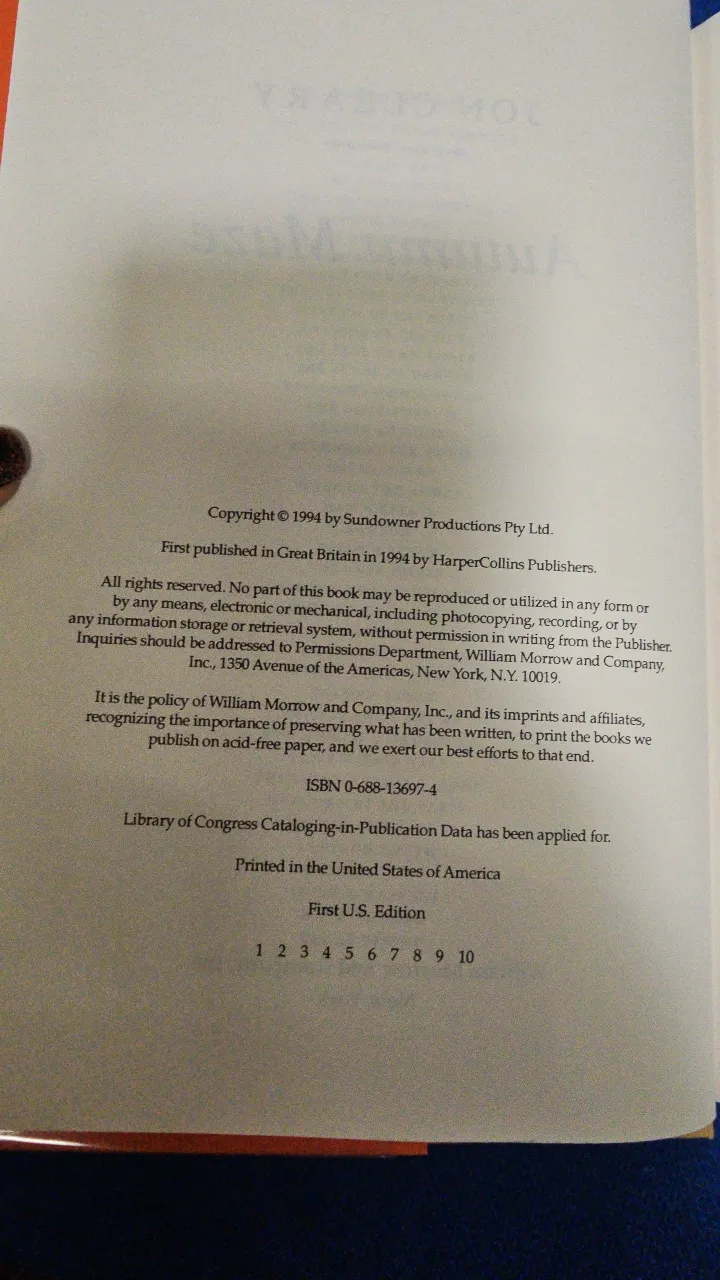 JON CLEARY
Autumn Maze
Copyright © 1994 by Sundowner Productions Pty Ltd.
First published in Great Britain in 1994 by HarperCollins Publishers.
All rights reserved. No part of this book may be reproduced or utilized in any form or
by any means, electronic or mechanical, including photocopying, recording, or by
any information storage or retrieval system, without permission in writing from the Publisher.
Inquiries should be addressed to Permissions Department, William Morrow and Company,
Inc., 1350 Avenue of the Americas, New York, N.Y. 10019.
It is the policy of William Morrow and Company, Inc., and its imprints and affiliates,
recognizing the importance of preserving what has been written, to print the books we
publish on acid-free paper, and we exert our best efforts to that end.
ISBN 0-688-13697-4
Library of Congress Cataloging-in-Publication Data has been applied for.
Printed in the United States of America
First U.S. Edition
1 2 3 4 5 6 7 8 9 10